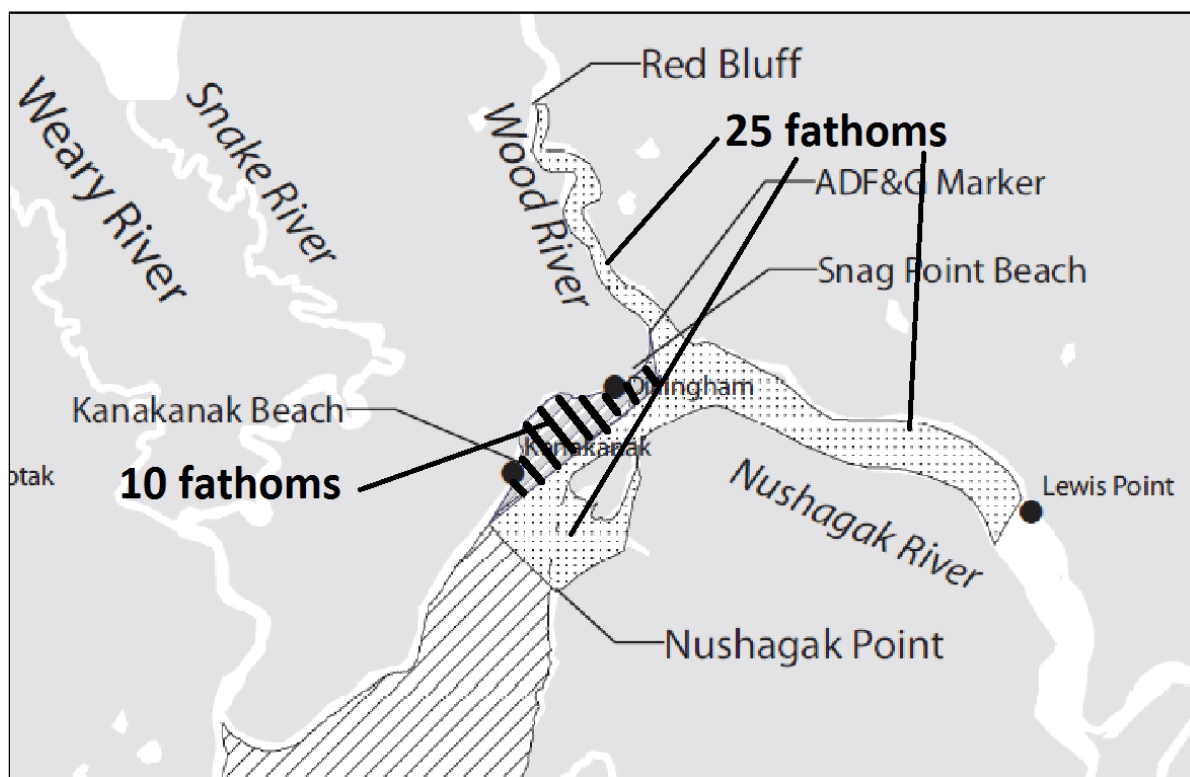 Red Bluff
Weary River
Snake River
Wood River
25 fathoms
ADF&G Marker
Snag Point Beach
Dillingham
Kanakanak Beach
Kanakanak
10 fathoms
otak
Lewis Point
Nushagak River
Nushagak Point